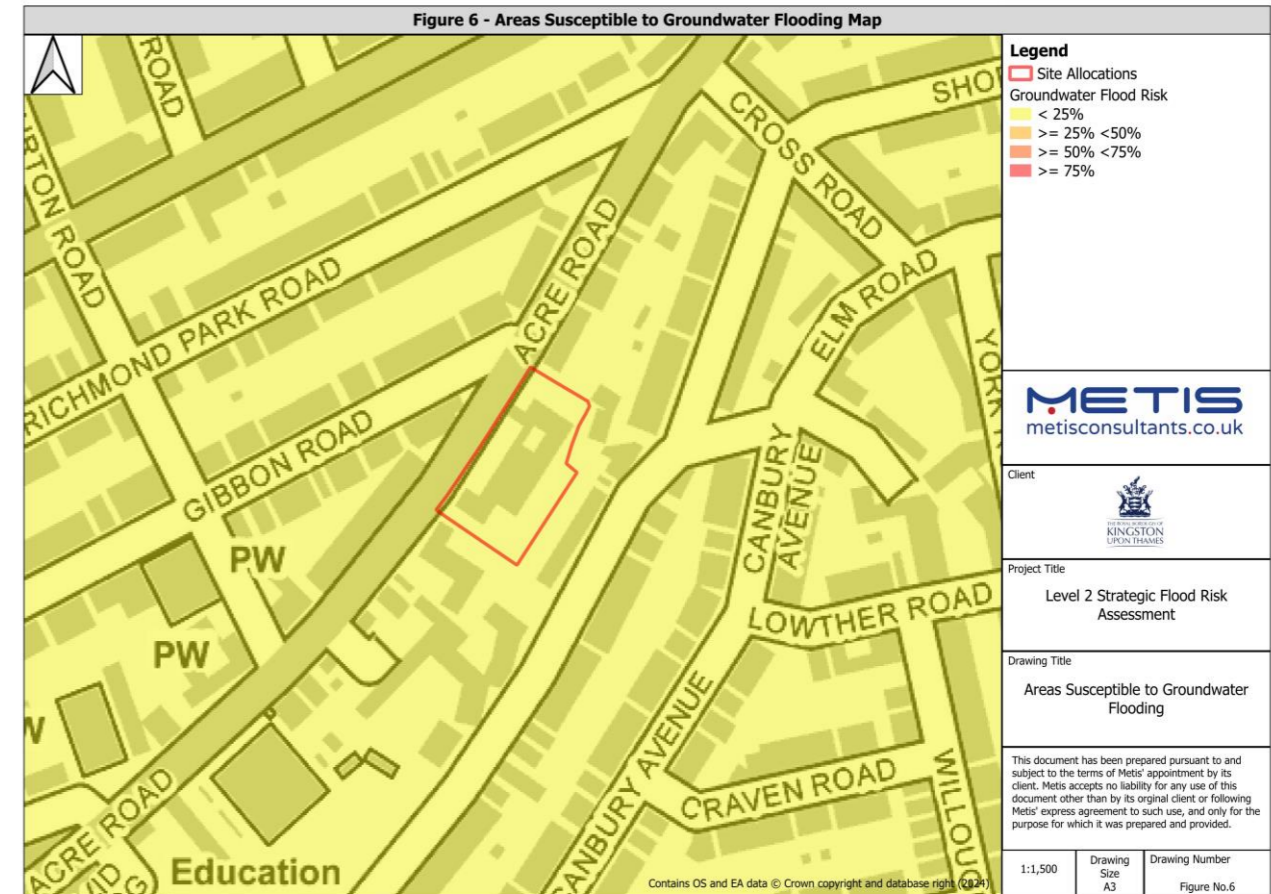 Figure 6 - Areas Susceptible to Groundwater Flooding Map
ROAD
SHO
CROSS ROAD
RTON ROAD
ACRE ROAD
RICHMOND PARK ROAD
ELM ROAD
YORK
GIBBON ROAD
CANBURY
AVENUE
PW
LOWTHER ROAD
PW
W
CANBURY AVENUE
CRAVEN ROAD
WILLOUG
ACRE ROAD
Education
Contains OS and EA data © Crown copyright and database right (2024)
Legend
Site Allocations
Groundwater Flood Risk
< 25%
>= 25% <50%
>= 50% <75%
>= 75%
METIS
metisconsultants.co.uk
Client
THE ROYAL BOROUGH OF
KINGSTON
UPON THAMES
Project Title
Level 2 Strategic Flood Risk
Assessment
Drawing Title
Areas Susceptible to Groundwater
Flooding
This document has been prepared pursuant to and
subject to the terms of Metis' appointment by its
client. Metis accepts no liability for any use of this
document other than by its orginal client or following
Metis' express agreement to such use, and only for the
purpose for which it was prepared and provided.
1:1,500
Drawing
Size
A3
Drawing Number
Figure No.6